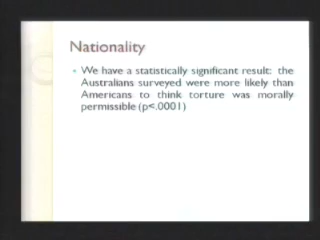 Nationality
We have a statistically significant result: the
Australians surveyed were more likely than
Americans to think torture was morally
permissible (p<.0001)